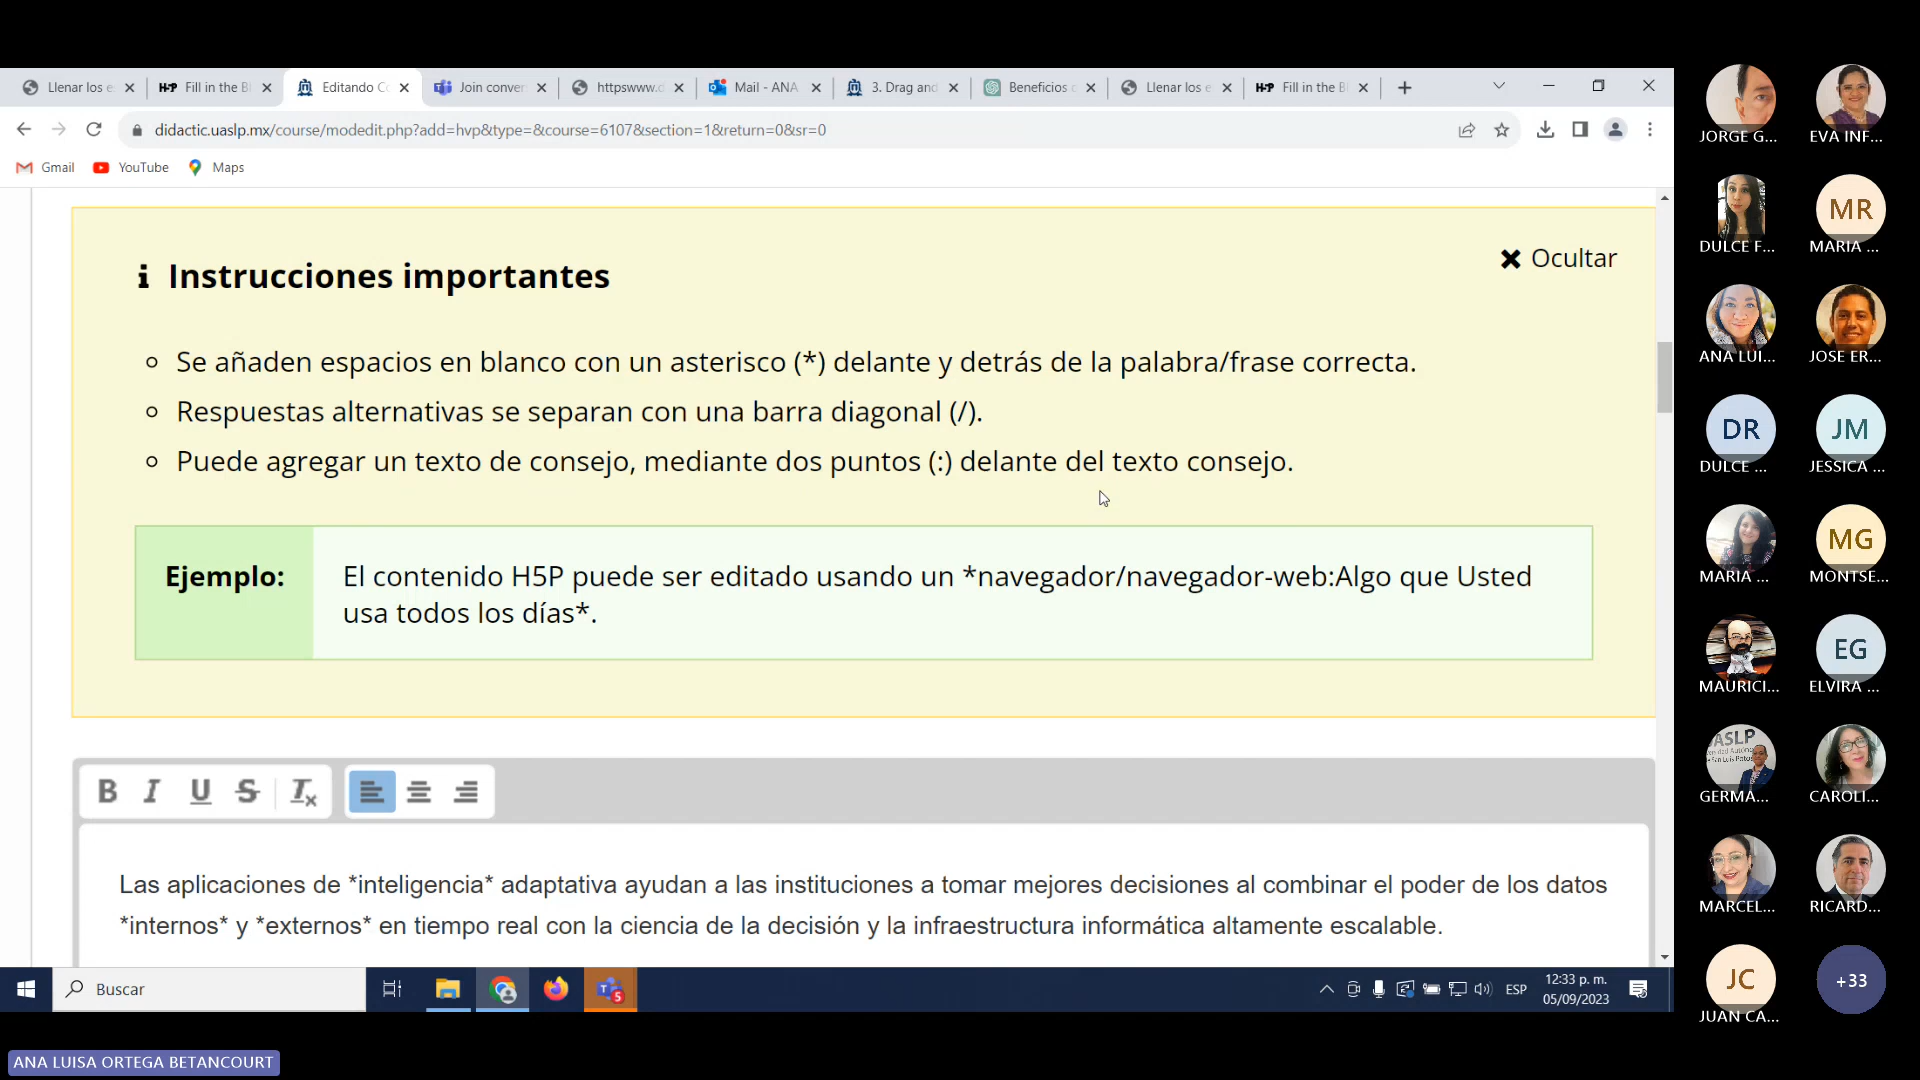 Llenar los e
H-P Fill in the B
Editando C
Join conver
httpswww.d
Mail - ANA
3. Drag and
Beneficios c
Llenar los e
H-P Fill in the B
didactic.uaslp.mx/course/modedit.php?add=hvp&type=&course=6107&section=1&return=0&sr=0
Gmail
YouTube
Maps
i Instrucciones importantes
Ocultar
Se añaden espacios en blanco con un asterisco (*) delante y detrás de la palabra/frase correcta.
Respuestas alternativas se separan con una barra diagonal (/).
Puede agregar un texto de consejo, mediante dos puntos (:) delante del texto consejo.
Ejemplo:
El contenido H5P puede ser editado usando un *navegador/navegador-web:Algo que Usted
usa todos los días*.
B I U S Tx
Las aplicaciones de *inteligencia* adaptativa ayudan a las instituciones a tomar mejores decisiones al combinar el poder de los datos
*internos* y *externos* en tiempo real con la ciencia de la decisión y la infraestructura informática altamente escalable.
Buscar
5
ESP
12:33 p. m.
05/09/2023
JORGE G...
EVA INF...
DULCE F...
MR
MARIA ...
ANA LUI...
JOSE ER...
DR
DULCE ...
JM
JESSICA ...
MARIA ...
MG
MONTSE...
MAURICI...
EG
ELVIRA ...
GERMA...
CAROLI...
MARCEL...
RICARD...
JC
JUAN CA...
+33
ANA LUISA ORTEGA BETANCOURT